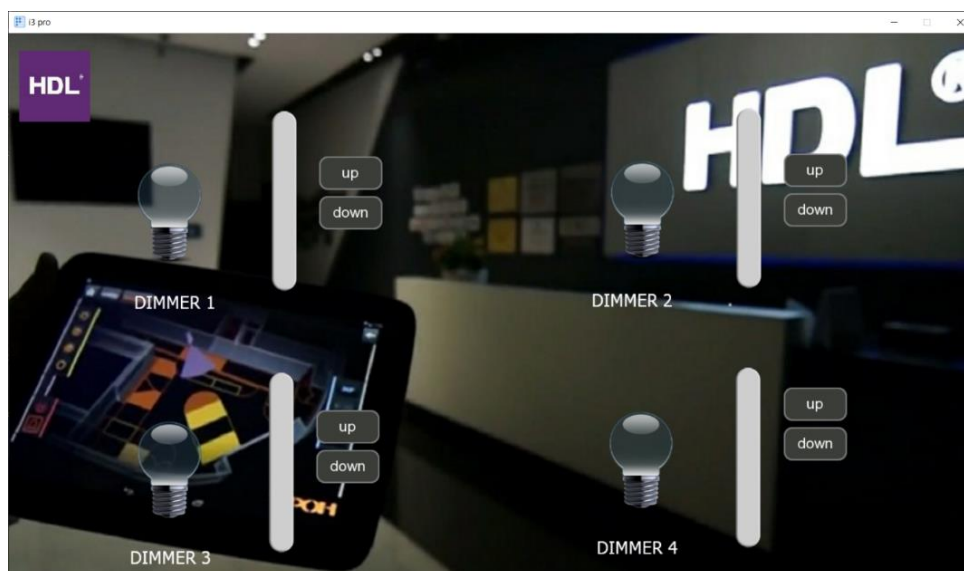 i3 pro
HDL®
HDL®
up
down
DIMMER 1
up
down
DIMMER 2
up
down
DIMMER 3
up
down
DIMMER 4